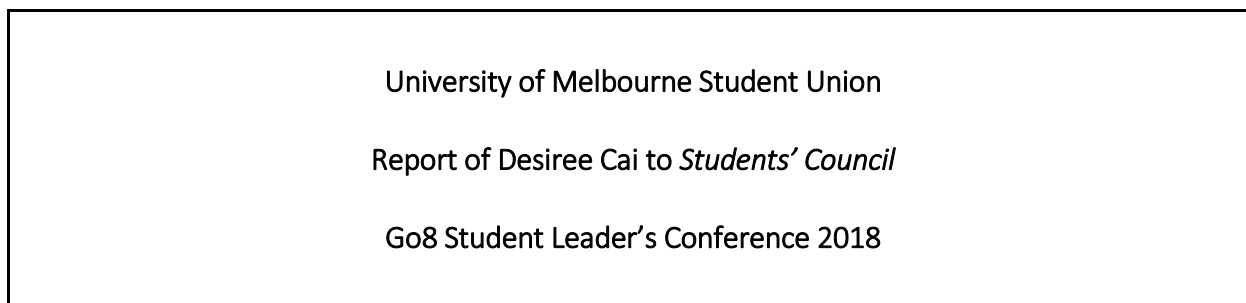 University of Melbourne Student Union
Report of Desiree Cai to Students’ Council
Go8 Student Leader’s Conference 2018